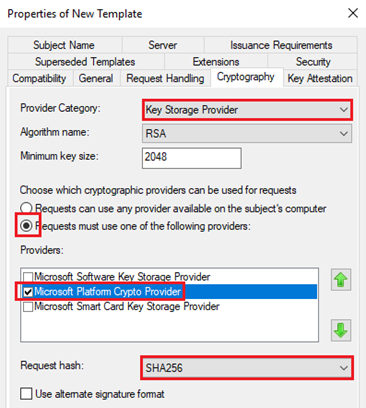 Properties of New Template
Subject Name Server Issuance Requirements
Superseded Templates Extensions Security
Compatibility General Request Handling Cryptography Key Attestation
Provider Category: Key Storage Provider
Algorithm name: RSA
Minimum key size: 2048
Choose which cryptographic providers can be used for requests
Requests can use any provider available on the subject's computer
Requests must use one of the following providers:
Providers:
Microsoft Software Key Storage Provider
Microsoft Platform Crypto Provider
Microsoft Smart Card Key Storage Provider
Request hash: SHA256
Use alternate signature format